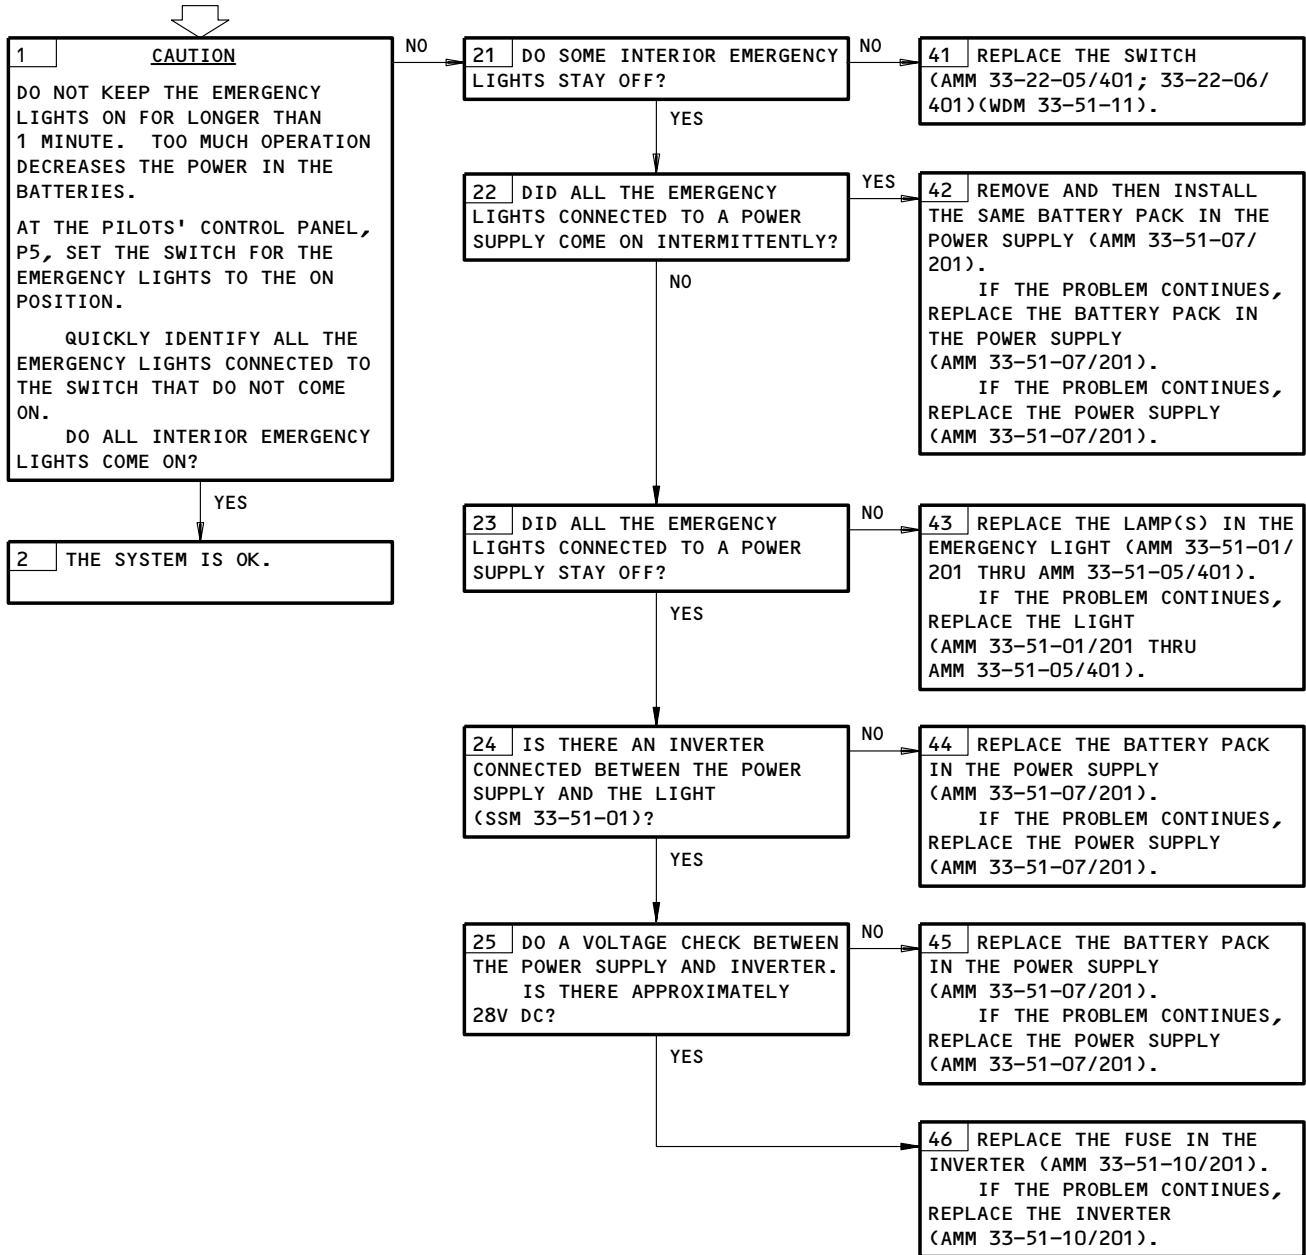 1 CAUTION
DO NOT KEEP THE EMERGENCY
LIGHTS ON FOR LONGER THAN
1 MINUTE. TOO MUCH OPERATION
DECREASES THE POWER IN THE
BATTERIES.
AT THE PILOTS' CONTROL PANEL,
P5, SET THE SWITCH FOR THE
EMERGENCY LIGHTS TO THE ON
POSITION.
QUICKLY IDENTIFY ALL THE
EMERGENCY LIGHTS CONNECTED TO
THE SWITCH THAT DO NOT COME
ON.
DO ALL INTERIOR EMERGENCY
LIGHTS COME ON?
YES
2 THE SYSTEM IS OK.
NO
21 DO SOME INTERIOR EMERGENCY
LIGHTS STAY OFF?
NO
41 REPLACE THE SWITCH
(AMM 33-22-05/401; 33-22-06/
401)(WDM 33-51-11).
YES
22 DID ALL THE EMERGENCY
LIGHTS CONNECTED TO A POWER
SUPPLY COME ON INTERMITTENTLY?
YES
42 REMOVE AND THEN INSTALL
THE SAME BATTERY PACK IN THE
POWER SUPPLY (AMM 33-51-07/
201).
IF THE PROBLEM CONTINUES,
REPLACE THE BATTERY PACK IN
THE POWER SUPPLY
(AMM 33-51-07/201).
IF THE PROBLEM CONTINUES,
REPLACE THE POWER SUPPLY
(AMM 33-51-07/201).
NO
23 DID ALL THE EMERGENCY
LIGHTS CONNECTED TO A POWER
SUPPLY STAY OFF?
NO
43 REPLACE THE LAMP(S) IN THE
EMERGENCY LIGHT (AMM 33-51-01/
201 THRU AMM 33-51-05/401).
IF THE PROBLEM CONTINUES,
REPLACE THE LIGHT
(AMM 33-51-01/201 THRU
AMM 33-51-05/401).
YES
24 IS THERE AN INVERTER
CONNECTED BETWEEN THE POWER
SUPPLY AND THE LIGHT
(SSM 33-51-01)?
NO
44 REPLACE THE BATTERY PACK
IN THE POWER SUPPLY
(AMM 33-51-07/201).
IF THE PROBLEM CONTINUES,
REPLACE THE POWER SUPPLY
(AMM 33-51-07/201).
YES
25 DO A VOLTAGE CHECK BETWEEN
THE POWER SUPPLY AND INVERTER.
IS THERE APPROXIMATELY
28V DC?
NO
45 REPLACE THE BATTERY PACK
IN THE POWER SUPPLY
(AMM 33-51-07/201).
IF THE PROBLEM CONTINUES,
REPLACE THE POWER SUPPLY
(AMM 33-51-07/201).
YES
46 REPLACE THE FUSE IN THE
INVERTER (AMM 33-51-10/201).
IF THE PROBLEM CONTINUES,
REPLACE THE INVERTER
(AMM 33-51-10/201).